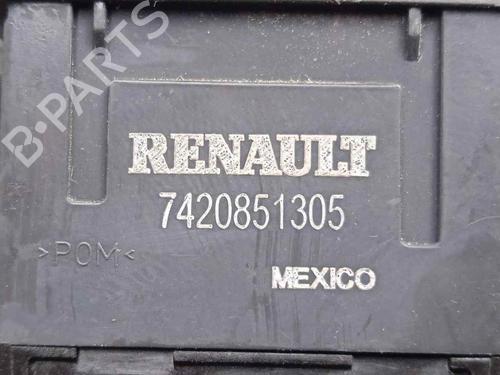 B-PARTS
RENAULT
7420851305
>POM<
MEXICO